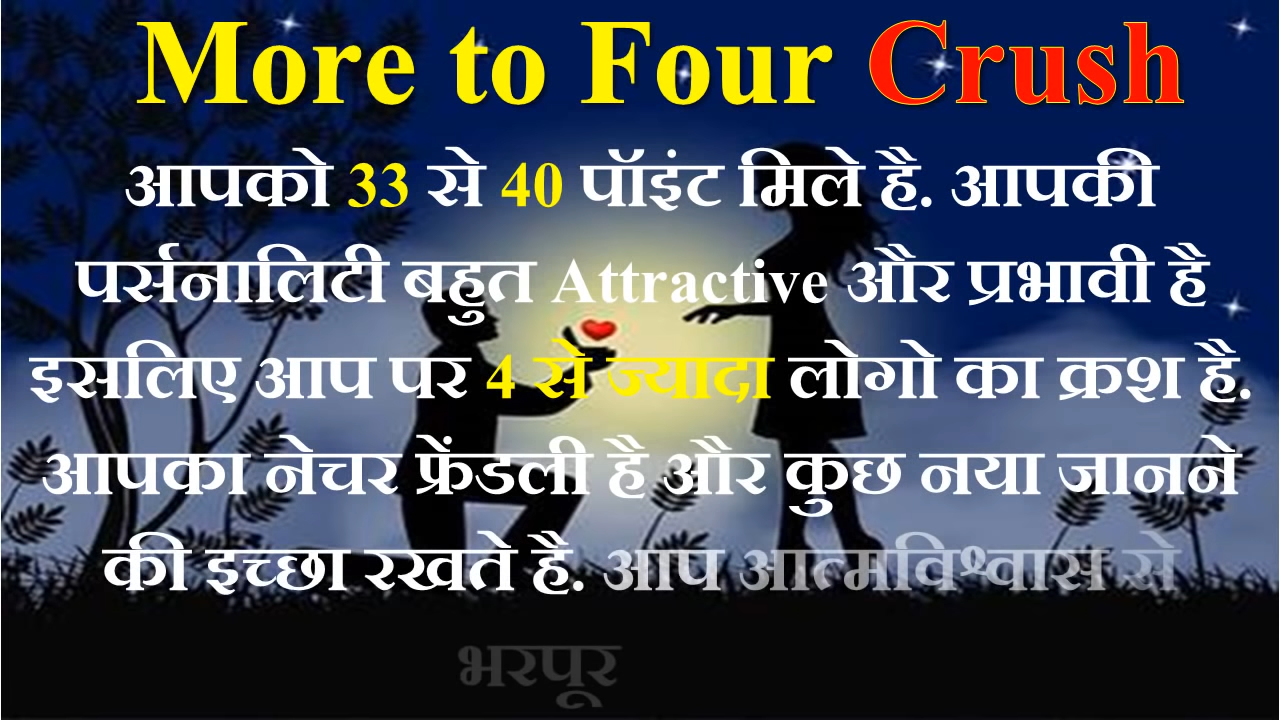 More to Four Crush
आपको 33 से 40 पॉइंट मिले है. आपकी
पर्सनालिटी बहुत Attractive और प्रभावी है
इसलिए आप पर 4 से ज्यादा लोगो का क्रश है.
आपका नेचर फ्रेंडली है और कुछ नया जानने
की इच्छा रखते है. आप आत्मविश्वास से
भरपूर